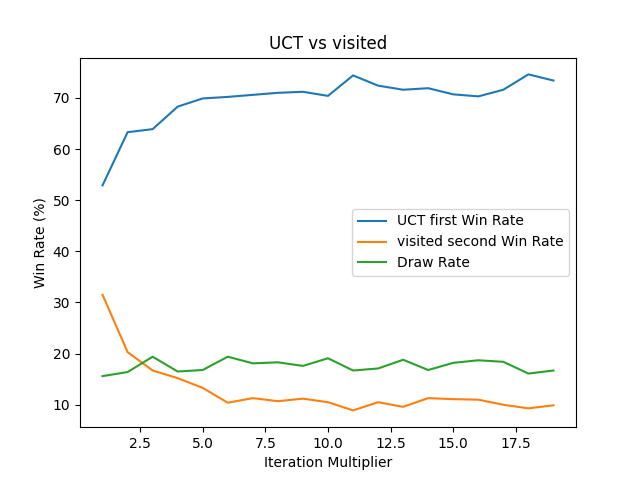 UCT vs visited
Win Rate (%)
70
60
50
40
30
20
10
UCT first Win Rate
visited second Win Rate
Draw Rate
2.5 5.0 7.5 10.0 12.5 15.0 17.5
Iteration Multiplier